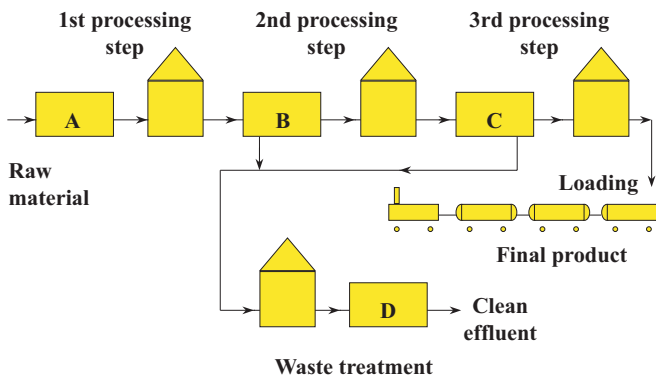 1st processing
step
2nd processing
step
3rd processing
step
A
B
C
Raw
material
Loading
Final product
D
Clean
effluent
Waste treatment